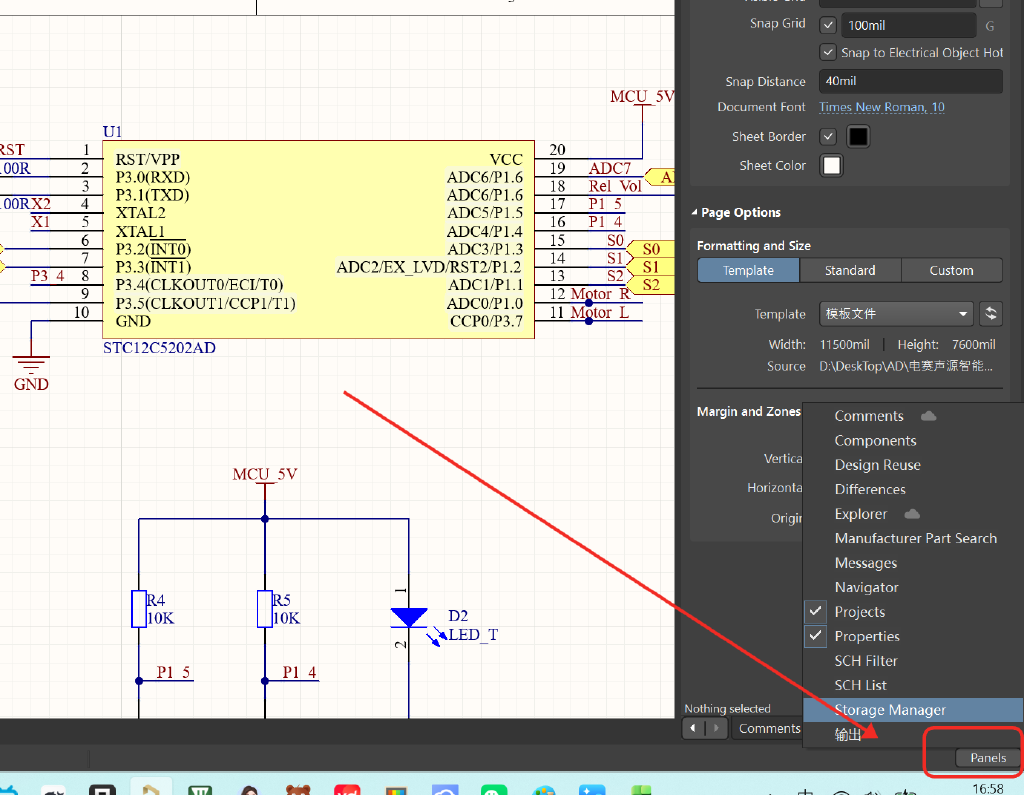 Snap Grid
100mil
G
Snap to Electrical Object Hot
Snap Distance
40mil
Document Font
Times New Roman, 10
Sheet Border
Sheet Color
MCU_5V
U1
RST
1
RST/VPP
VCC
20
00R
2
P3.0(RXD)
ADC6/P1.6
19
ADC7
3
P3.1(TXD)
ADC6/P1.6
18
Rel_Vol
00R
X2
4
XTAL2
ADC5/P1.5
17
P1_5
X1
5
XTAL1
ADC4/P1.4
16
P1_4
6
P3.2(INT0)
ADC3/P1.3
15
S0
S0
7
P3.3(INT1)
ADC2/EX_LVD/RST2/P1.2
14
S1
S1
P3_4
8
P3.4(CLKOUT0/ECI/T0)
ADC1/P1.1
13
S2
S2
9
P3.5(CLKOUT1/CCP1/T1)
ADC0/P1.0
12
Motor_R
10
GND
CCP0/P3.7
11
Motor_L
STC12C5202AD
GND
Page Options
Formatting and Size
Template
Standard
Custom
Template
模板文件
Width:
11500mil
Height:
7600mil
Source
D:\DeskTop\AD\电赛声源智能...
Margin and Zones
Vertica
Horizonta
Origin
MCU_5V
R4
10K
R5
10K
1
D2
LED_T
2
P1_5
P1_4
Comments
Components
Design Reuse
Differences
Explorer
Manufacturer Part Search
Messages
Navigator
Projects
Properties
SCH Filter
SCH List
Storage Manager
输出
Nothing selected
Comments
Panels
16:58